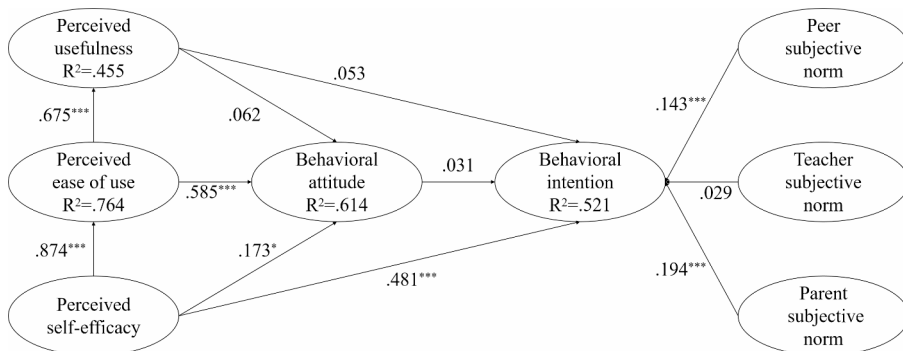 Perceived
usefulness
R²=.455
Peer
subjective
norm
.053
.143***
.675***
.062
Perceived
ease of use
R²=.764
.585***
Behavioral
attitude
R²=.614
.031
Behavioral
intention
R²=.521
.029
Teacher
subjective
norm
.874***
.173*
.481***
.194***
Perceived
self-efficacy
Parent
subjective
norm